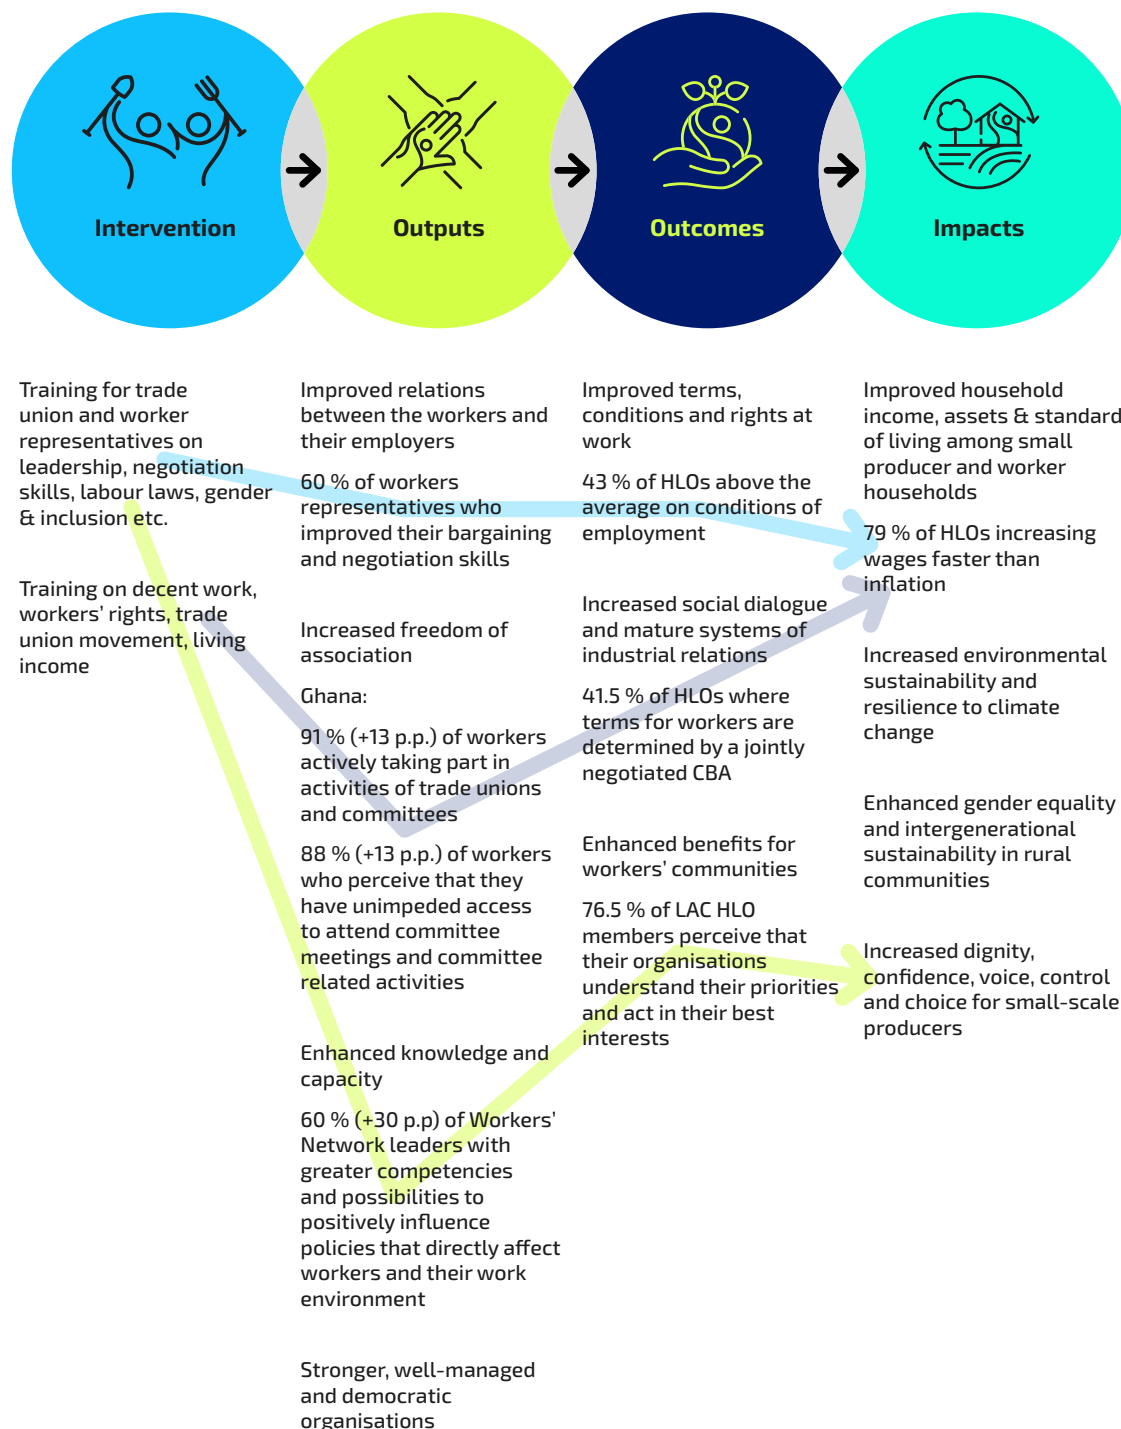 Intervention
Outputs
Outcomes
Impacts
Training for trade
union and worker
representatives on
leadership, negotiation
skills, labour laws, gender
& inclusion etc.
Training on decent work,
workers’ rights, trade
union movement, living
income
Improved relations
between the workers and
their employers
60 % of workers
representatives who
improved their bargaining
and negotiation skills
Increased freedom of
association
Ghana:
91 % (+13 p.p.) of workers
actively taking part in
activities of trade unions
and committees
88 % (+13 p.p.) of workers
who perceive that they
have unimpeded access
to attend committee
meetings and committee
related activities
Enhanced knowledge and
capacity
60 % (+30 p.p) of Workers’
Network leaders with
greater competencies
and possibilities to
positively influence
policies that directly affect
workers and their work
environment
Stronger, well-managed
and democratic
organisations
Improved terms,
conditions and rights at
work
43 % of HLOs above the
average on conditions of
employment
Increased social dialogue
and mature systems of
industrial relations
41.5 % of HLOs where
terms for workers are
determined by a jointly
negotiated CBA
Enhanced benefits for
workers’ communities
76.5 % of LAC HLO
members perceive that
their organisations
understand their priorities
and act in their best
interests
Improved household
income, assets & standard
of living among small
producer and worker
households
79 % of HLOs increasing
wages faster than
inflation
Increased environmental
sustainability and
resilience to climate
change
Enhanced gender equality
and intergenerational
sustainability in rural
communities
Increased dignity,
confidence, voice, control
and choice for small-scale
producers